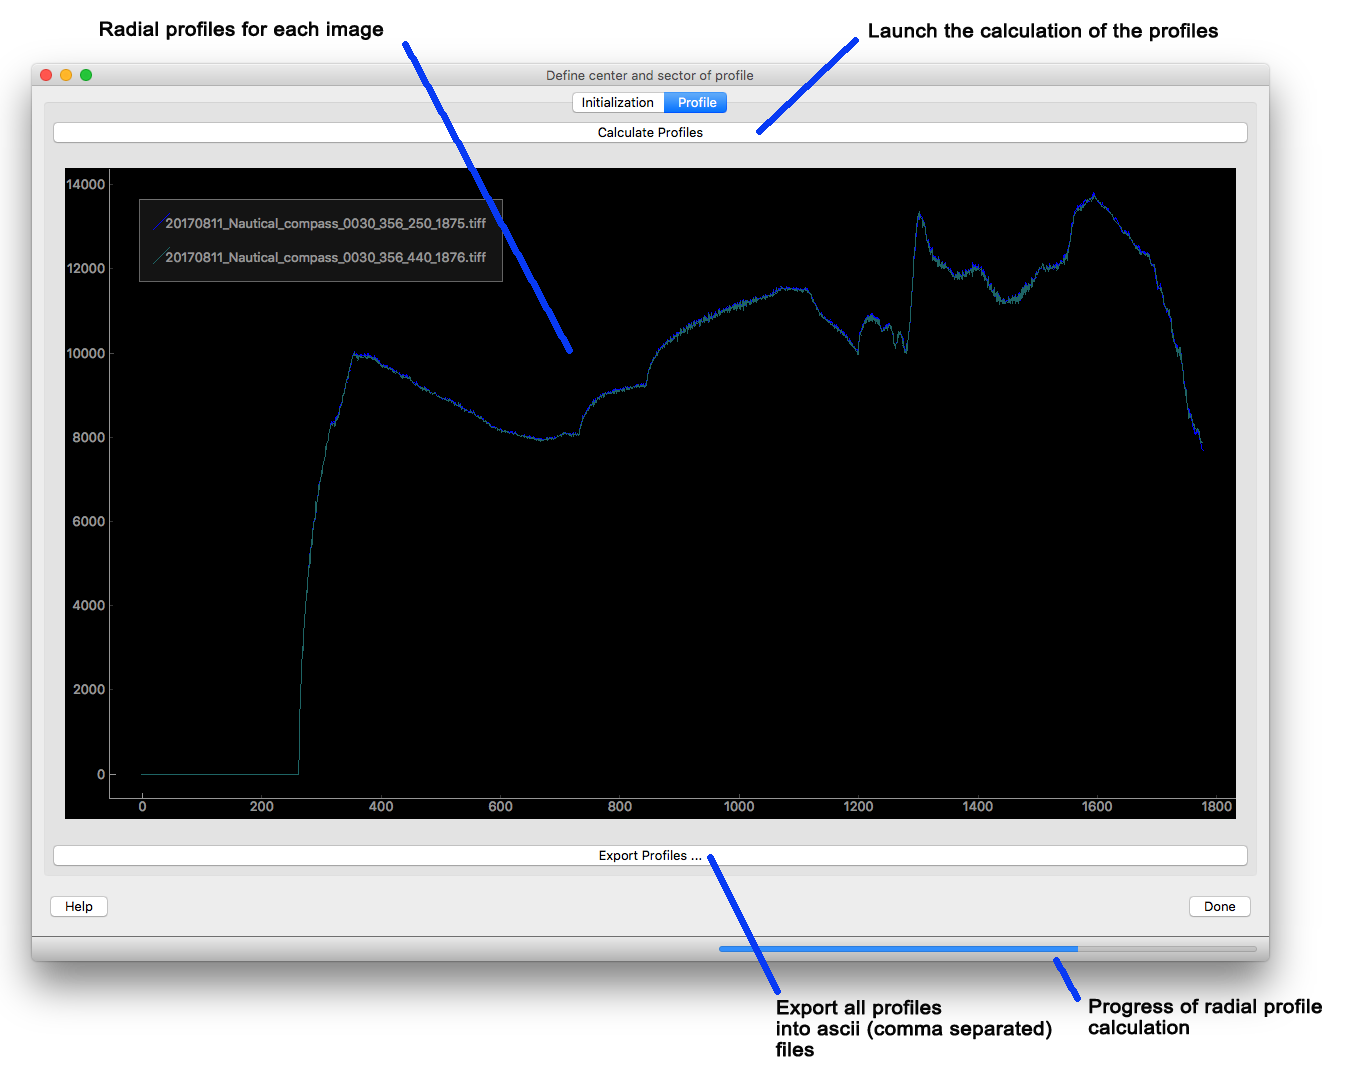 Radial profiles for each image
Launch the calculation of the profiles
Define center and sector of profile
Initialization Profile
Calculate Profiles
14000
20170811_Nautical_compass_0030_356_250_1875.tiff
20170811_Nautical_compass_0030_356_440_1876.tiff
12000
10000
8000
6000
4000
2000
0
0 200 400 600 800 1000 1200 1400 1600 1800
Export Profiles ...
Help Done
Export all profiles
into ascii (comma separated)
files
Progress of radial profile
calculation